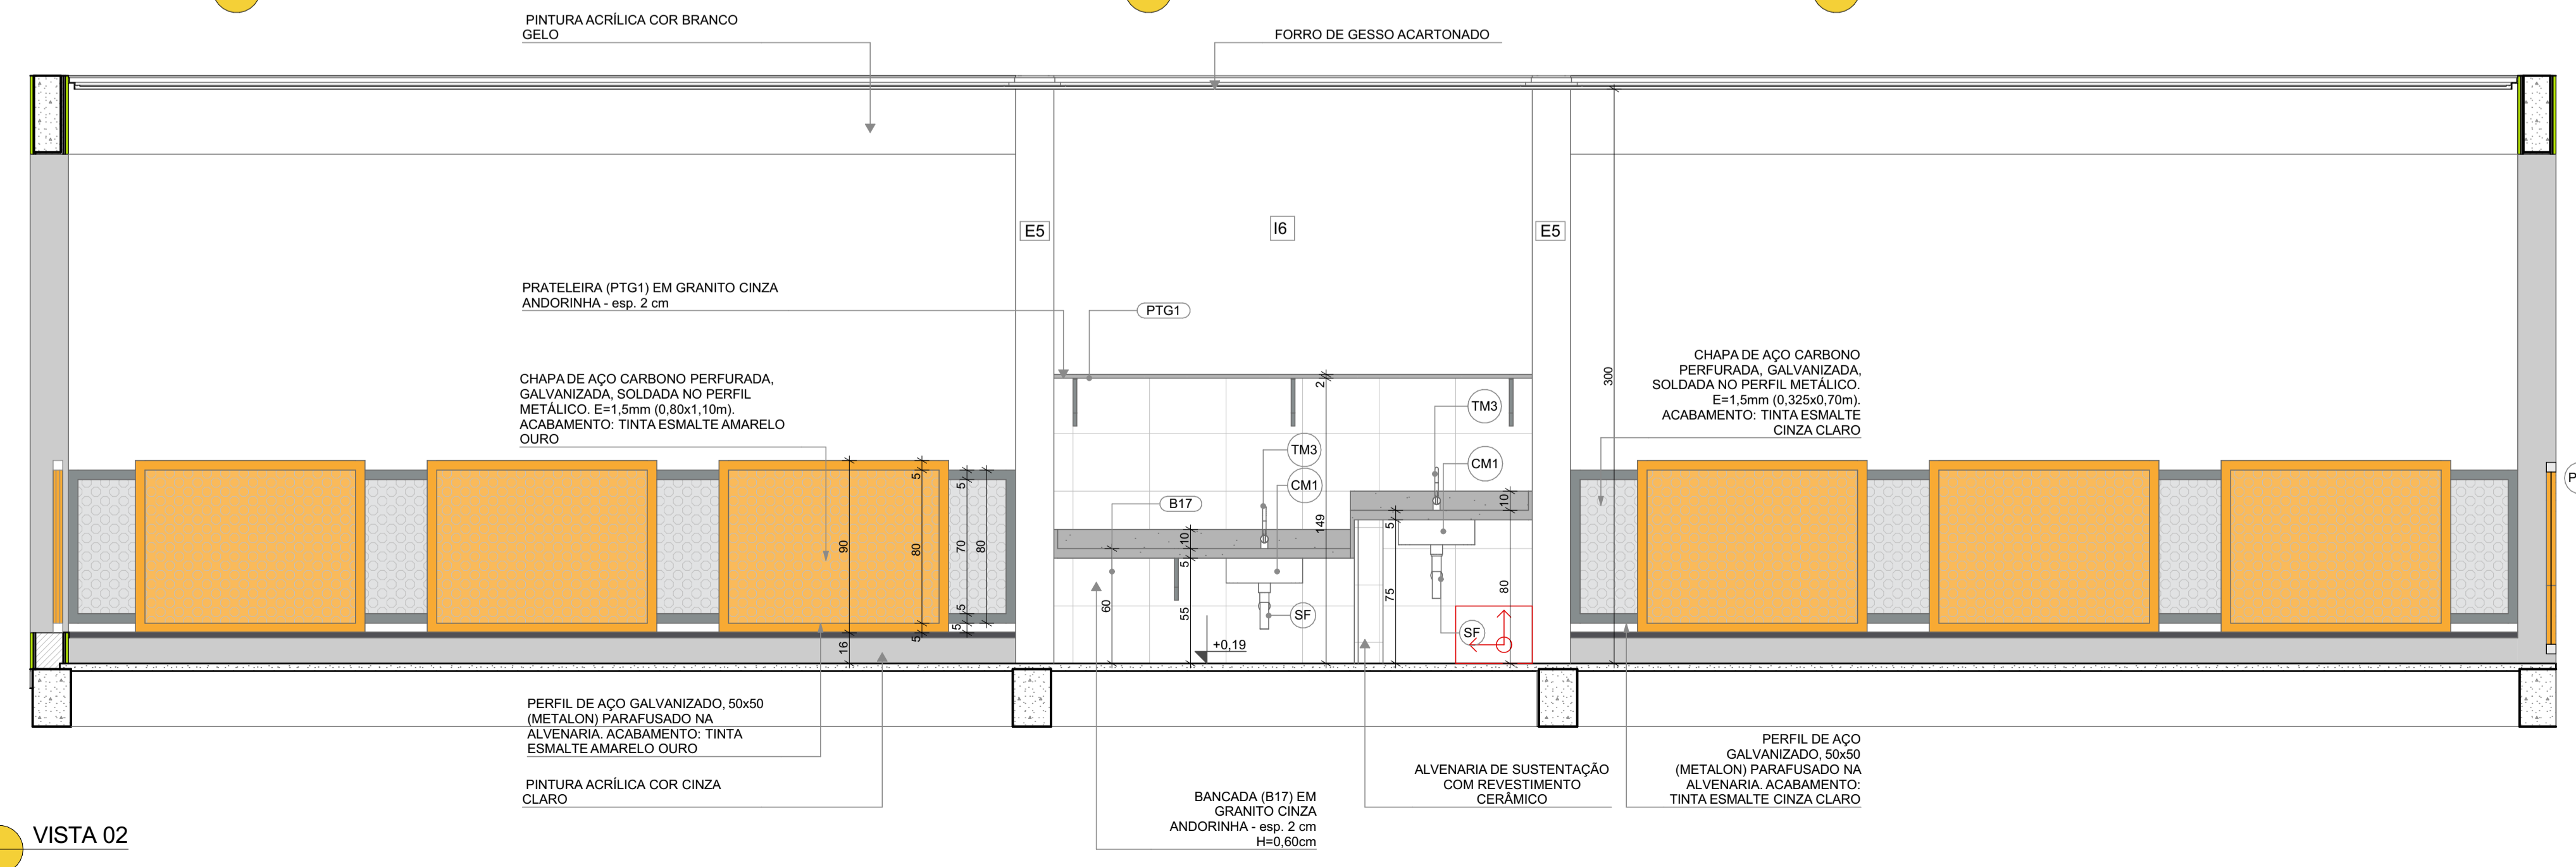 PINTURA ACRÍLICA COR BRANCO
GELO
FORRO DE GESSO ACARTONADO
E5
I6
E5
PRATELEIRA (PTG1) EM GRANITO CINZA
ANDORINHA - esp. 2 cm
PTG1
CHAPA DE AÇO CARBONO PERFURADA,
GALVANIZADA, SOLDADA NO PERFIL
METÁLICO. E=1,5mm (0,80x1,10m).
ACABAMENTO: TINTA ESMALTE AMARELO
OURO
CHAPA DE AÇO CARBONO
PERFURADA, GALVANIZADA,
SOLDADA NO PERFIL METÁLICO.
E=1,5mm (0,325x0,70m).
ACABAMENTO: TINTA ESMALTE
CINZA CLARO
300
2
149
TM3
TM3
CM1
CM1
B17
SF
SF
10
5
60
55
10
5
75
80
+0,19
90
16
5
80
5
5
70
5
5
80
PERFIL DE AÇO GALVANIZADO, 50x50
(METALON) PARAFUSADO NA
ALVENARIA. ACABAMENTO: TINTA
ESMALTE AMARELO OURO
PINTURA ACRÍLICA COR CINZA
CLARO
BANCADA (B17) EM
GRANITO CINZA
ANDORINHA - esp. 2 cm
H=0,60cm
ALVENARIA DE SUSTENTAÇÃO
COM REVESTIMENTO
CERÂMICO
PERFIL DE AÇO
GALVANIZADO, 50x50
(METALON) PARAFUSADO NA
ALVENARIA. ACABAMENTO:
TINTA ESMALTE CINZA CLARO
VISTA 02